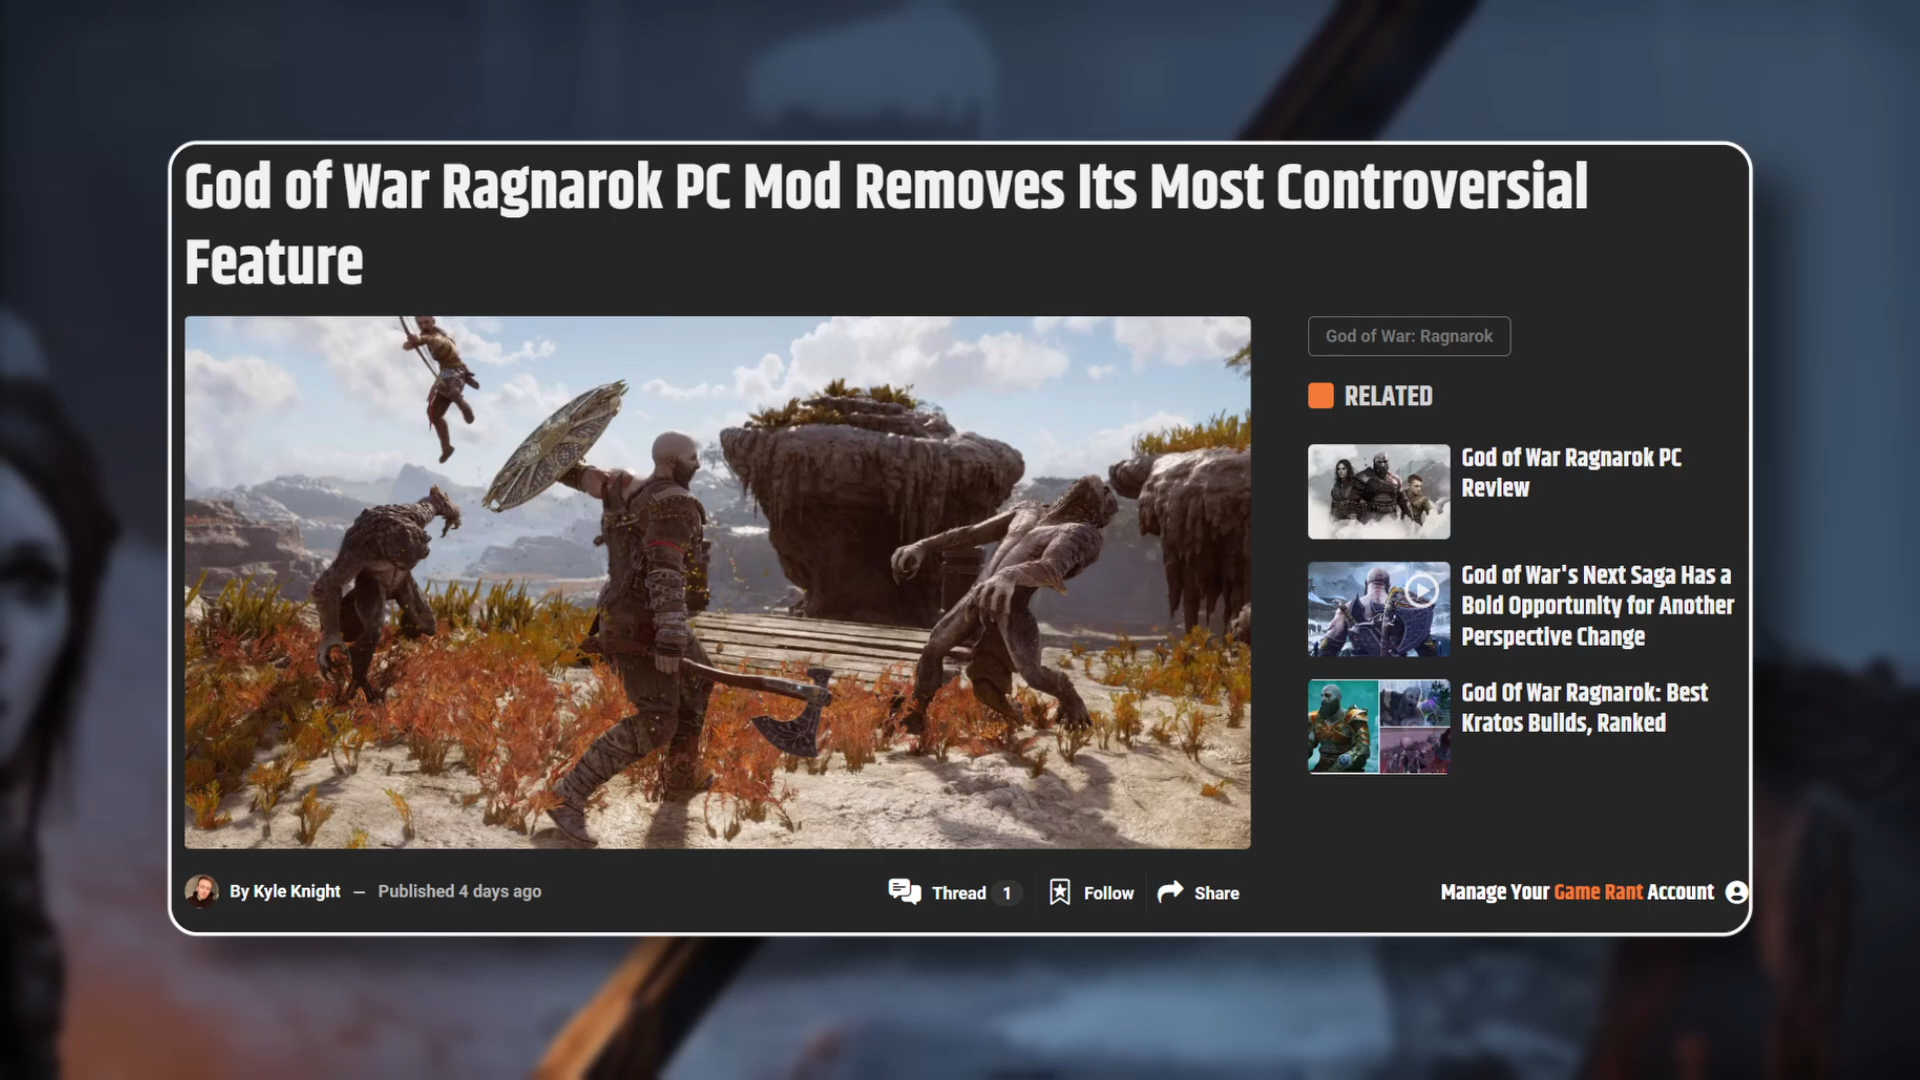 God of War Ragnarok PC Mod Removes Its Most Controversial
Feature
God of War: Ragnarok
RELATED
God of War Ragnarok PC
Review
God of War's Next Saga Has a
Bold Opportunity for Another
Perspective Change
God Of War Ragnarok: Best
Kratos Builds, Ranked
By Kyle Knight — Published 4 days ago
Thread 1 Follow Share
Manage Your Game Rant Account